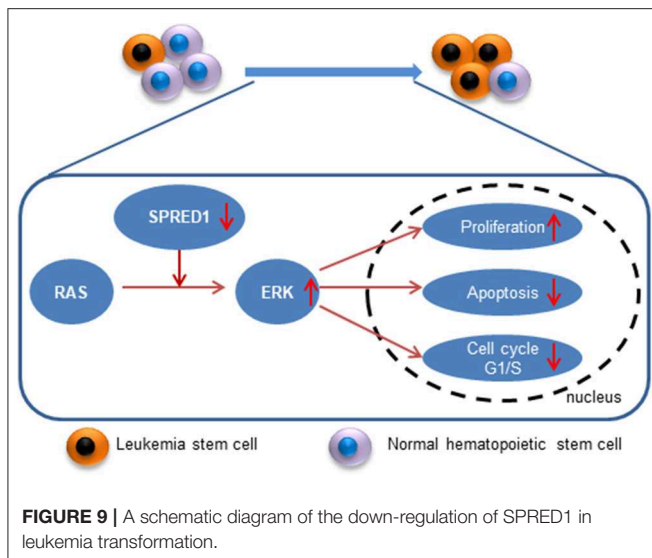 SPRED1
RAS
ERK
Proliferation
Apoptosis
Cell cycle
G1/S
nucleus
Leukemia stem cell
Normal hematopoietic stem cell
FIGURE 9 | A schematic diagram of the down-regulation of SPRED1 in
leukemia transformation.